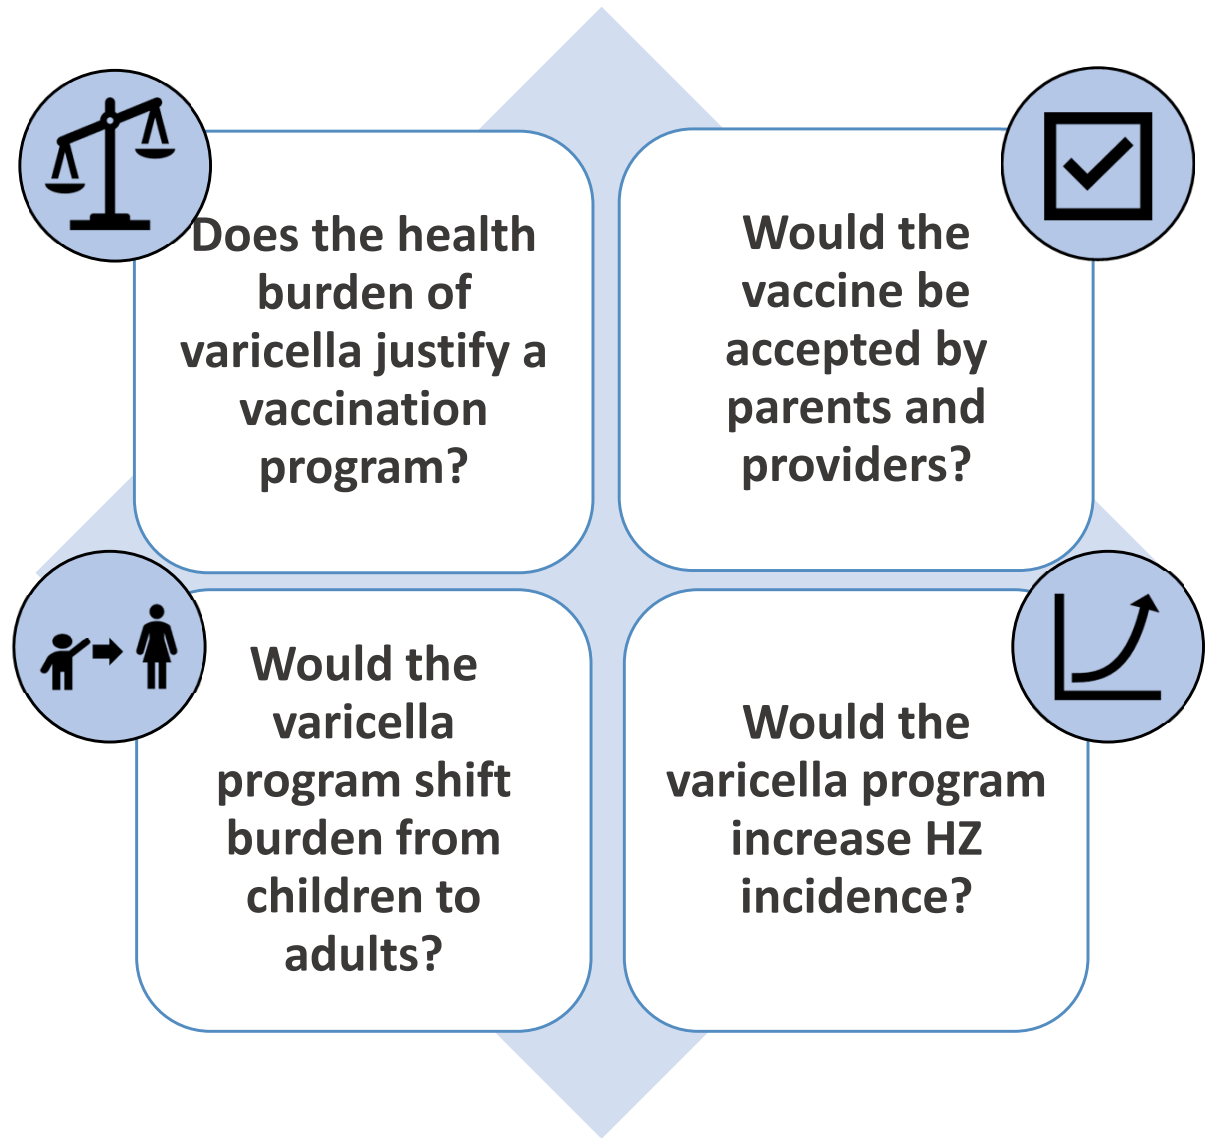 Does the health
burden of
varicella justify a
vaccination
program?
Would the
vaccine be
accepted by
parents and
providers?
Would the
varicella
program shift
burden from
children to
adults?
Would the
varicella program
increase HZ
incidence?